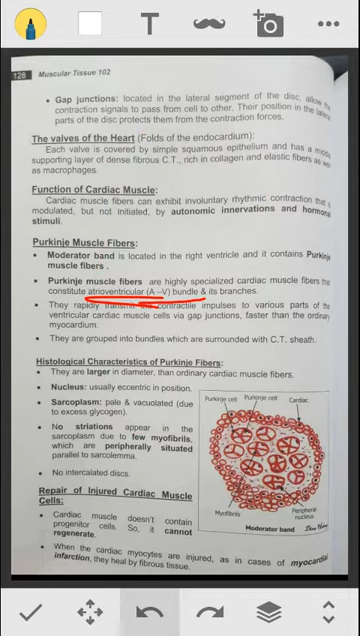 T
128 Muscular Tissue 102
• Gap junctions: located in the lateral segment of the disc, allow the
contraction signals to pass from cell to other. Their position in the lateral
parts of the disc protects them from the contraction forces.
The valves of the Heart (Folds of the endocardium):
Each valve is covered by simple squamous epithelium and has a middle
supporting layer of dense fibrous C.T., rich in collagen and elastic fibers as well
as macrophages.
Function of Cardiac Muscle:
Cardiac muscle fibers can exhibit involuntary rhythmic contraction that is
modulated, but not initiated, by autonomic innervations and hormonal
stimuli.
Purkinje Muscle Fibers:
• Moderator band is located in the right ventricle and it contains Purkinje
muscle fibers .
• Purkinje muscle fibers are highly specialized cardiac muscle fibers that
constitute atrioventricular (A –V) bundle & its branches.
• They rapidly transmit the contractile impulses to various parts of the
ventricular cardiac muscle cells via gap junctions, faster than the ordinary
myocardium.
• They are grouped into bundles which are surrounded with C.T. sheath.
Histological Characteristics of Purkinje Fibers:
• They are larger in diameter, than ordinary cardiac muscle fibers.
• Nucleus: usually eccentric in position.
• Sarcoplasm: pale & vacuolated (due
to excess glycogen).
• No striations appear in the
sarcoplasm due to few myofibrils,
which are peripherally situated
parallel to sarcolemma.
• No intercalated discs.
Purkinje cell Purkinje cell Cardiac
Myofibrils
Peripheral
nucleus
Moderator band
Repair of Injured Cardiac Muscle
Cells:
• Cardiac muscle doesn't contain
progenitor cells. So, it cannot
regenerate.
• When the cardiac myocytes are injured, as in cases of myocardial
infarction, they heal by fibrous tissue.